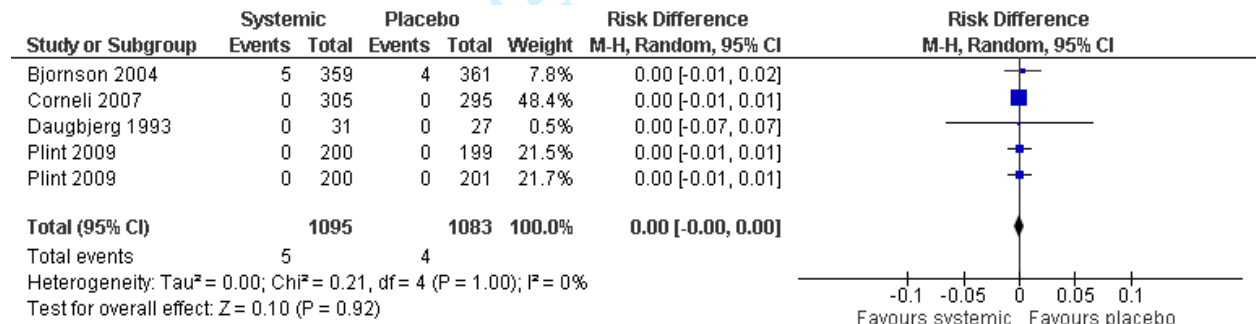 Systemic Placebo Risk Difference Risk Difference
Study or Subgroup Events Total Events Total Weight M-H, Random, 95% CI M-H, Random, 95% CI
Bjornson 2004 5 359 4 361 7.8% 0.00 [-0.01, 0.02]
Corneli 2007 0 305 0 295 48.4% 0.00 [-0.01, 0.01]
Daugbjerg 1993 0 31 0 27 0.5% 0.00 [-0.07, 0.07]
Plint 2009 0 200 0 199 21.5% 0.00 [-0.01, 0.01]
Plint 2009 0 200 0 201 21.7% 0.00 [-0.01, 0.01]
Total (95% CI) 1095 1083 100.0% 0.00 [-0.00, 0.00]
Total events 5 4
Heterogeneity: Tau² = 0.00; Chi² = 0.21, df = 4 (P = 1.00); I² = 0%
Test for overall effect: Z = 0.10 (P = 0.92)
-0.1 -0.05 0 0.05 0.1
Favours systemic Favours placebo